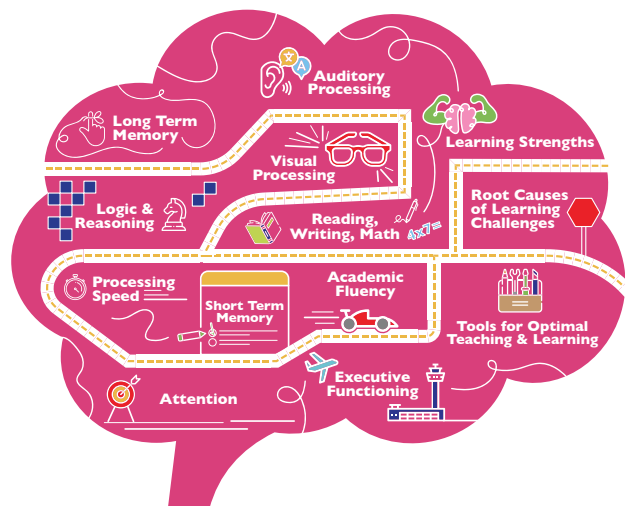 Auditory
Processing
Long Term
Memory
Learning Strengths
Visual
Processing
Root Causes
of Learning
Challenges
Logic &
Reasoning
Reading,
Writing, Math
4x7=
Processing
Speed
Short Term
Memory
Academic
Fluency
Tools for Optimal
Teaching & Learning
Executive
Functioning
Attention
文
A